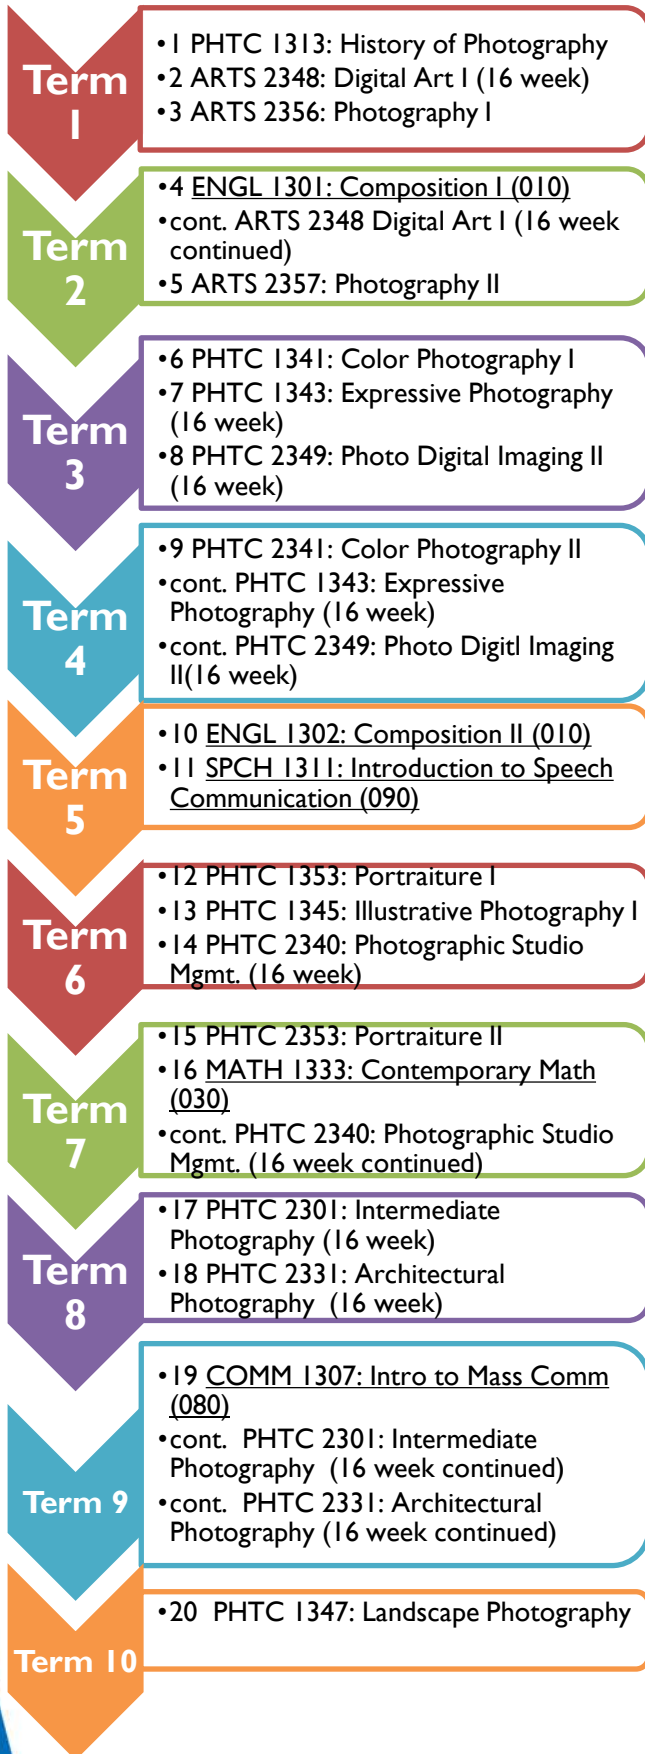 Term
1
•1 PHTC 1313: History of Photography
•2 ARTS 2348: Digital Art I (16 week)
•3 ARTS 2356: Photography I
Term
2
•4 ENGL 1301: Composition I (010)
•cont. ARTS 2348 Digital Art I (16 week
continued)
•5 ARTS 2357: Photography II
Term
3
•6 PHTC 1341: Color Photography I
•7 PHTC 1343: Expressive Photography
(16 week)
•8 PHTC 2349: Photo Digital Imaging II
(16 week)
Term
4
•9 PHTC 2341: Color Photography II
•cont. PHTC 1343: Expressive
Photography (16 week)
•cont. PHTC 2349: Photo Digitl Imaging
II(16 week)
Term
5
•10 ENGL 1302: Composition II (010)
•11 SPCH 1311: Introduction to Speech
Communication (090)
Term
6
•12 PHTC 1353: Portraiture I
•13 PHTC 1345: Illustrative Photography I
•14 PHTC 2340: Photographic Studio
Mgmt. (16 week)
Term
7
•15 PHTC 2353: Portraiture II
•16 MATH 1333: Contemporary Math
(030)
•cont. PHTC 2340: Photographic Studio
Mgmt. (16 week continued)
Term
8
•17 PHTC 2301: Intermediate
Photography (16 week)
•18 PHTC 2331: Architectural
Photography (16 week)
Term 9
•19 COMM 1307: Intro to Mass Comm
(080)
•cont. PHTC 2301: Intermediate
Photography (16 week continued)
•cont. PHTC 2331: Architectural
Photography (16 week continued)
Term 10
•20 PHTC 1347: Landscape Photography